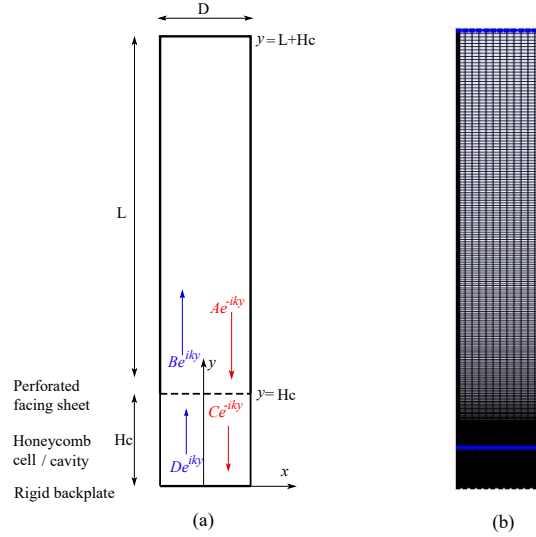 D
y = L+Hc
L
Ae^{-iky}
Be^{iky}
y
Perforated
facing sheet
y = Hc
Ce^{-iky}
Hc
Honeycomb
cell / cavity
De^{iky}
x
Rigid backplate
(a)
(b)